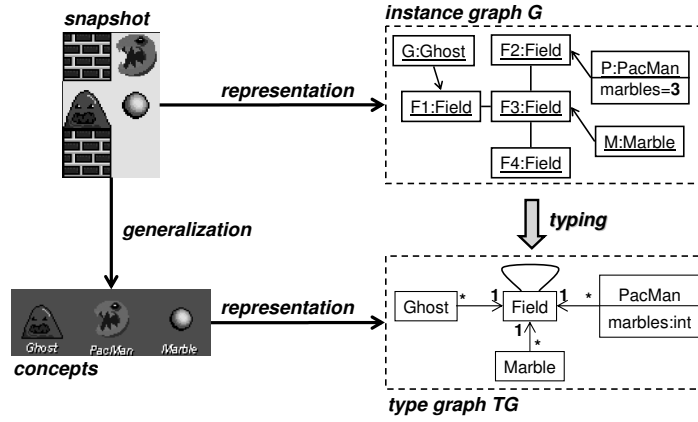 snapshot
instance graph G
G:Ghost
F2:Field
P:PacMan
marbles=3
representation
F1:Field
F3:Field
M:Marble
F4:Field
generalization
typing
representation
Ghost
*
1
Field
1
*
PacMan
marbles:int
1
*
Marble
Ghost
PacMan
Marble
concepts
type graph TG